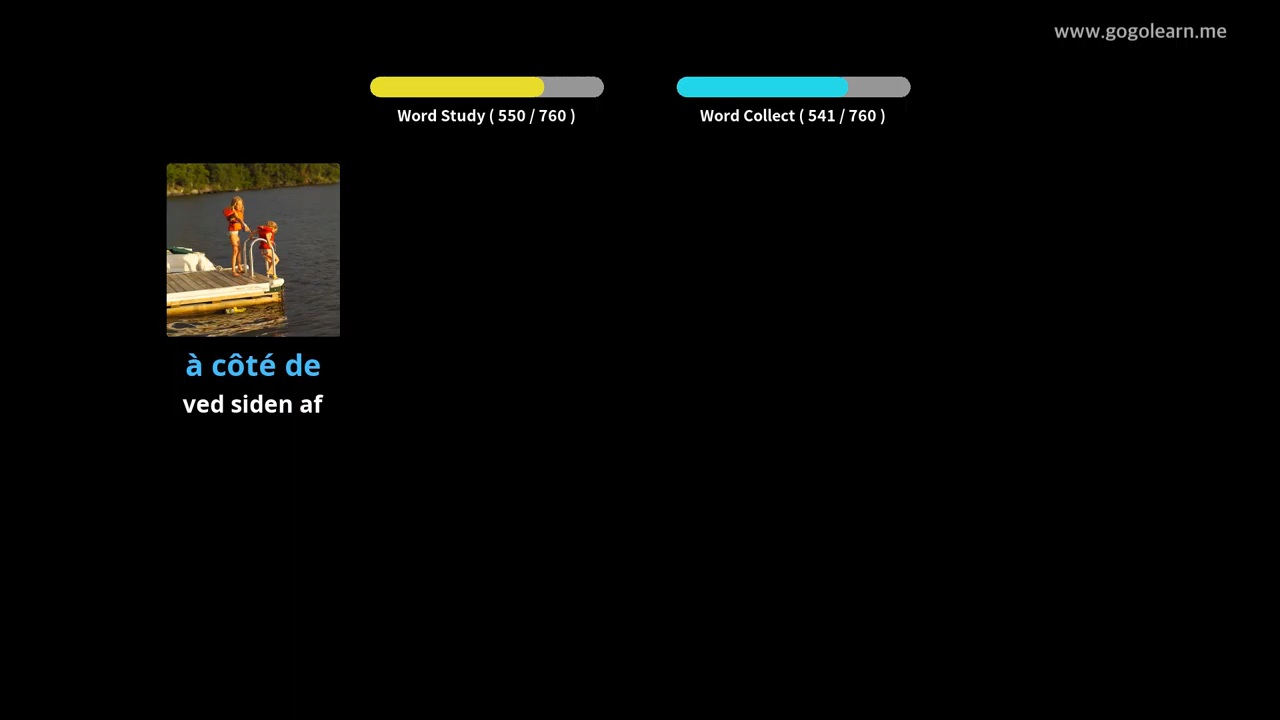 www.gogolearn.me
Word Study ( 550 / 760 )
Word Collect ( 541 / 760 )
à côté de
ved siden af